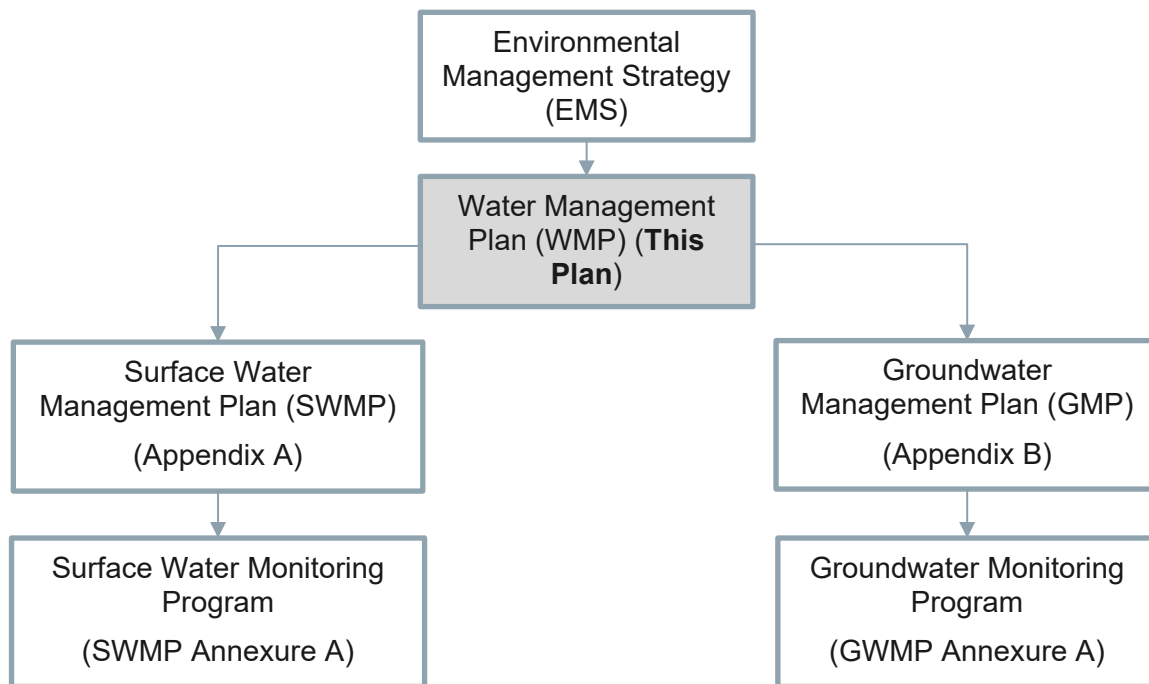 Environmental
Management Strategy
(EMS)
Water Management
Plan (WMP) (This
Plan)
Surface Water
Management Plan (SWMP)
(Appendix A)
Groundwater
Management Plan (GMP)
(Appendix B)
Surface Water Monitoring
Program
(SWMP Annexure A)
Groundwater Monitoring
Program
(GWMP Annexure A)